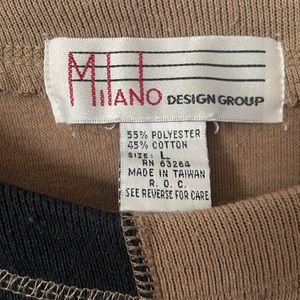 MILANO DESIGN GROUP
55% POLYESTER
45% COTTON
SIZE: L
RN 63264
MADE IN TAIWAN
R. O. C.
SEE REVERSE FOR CARE